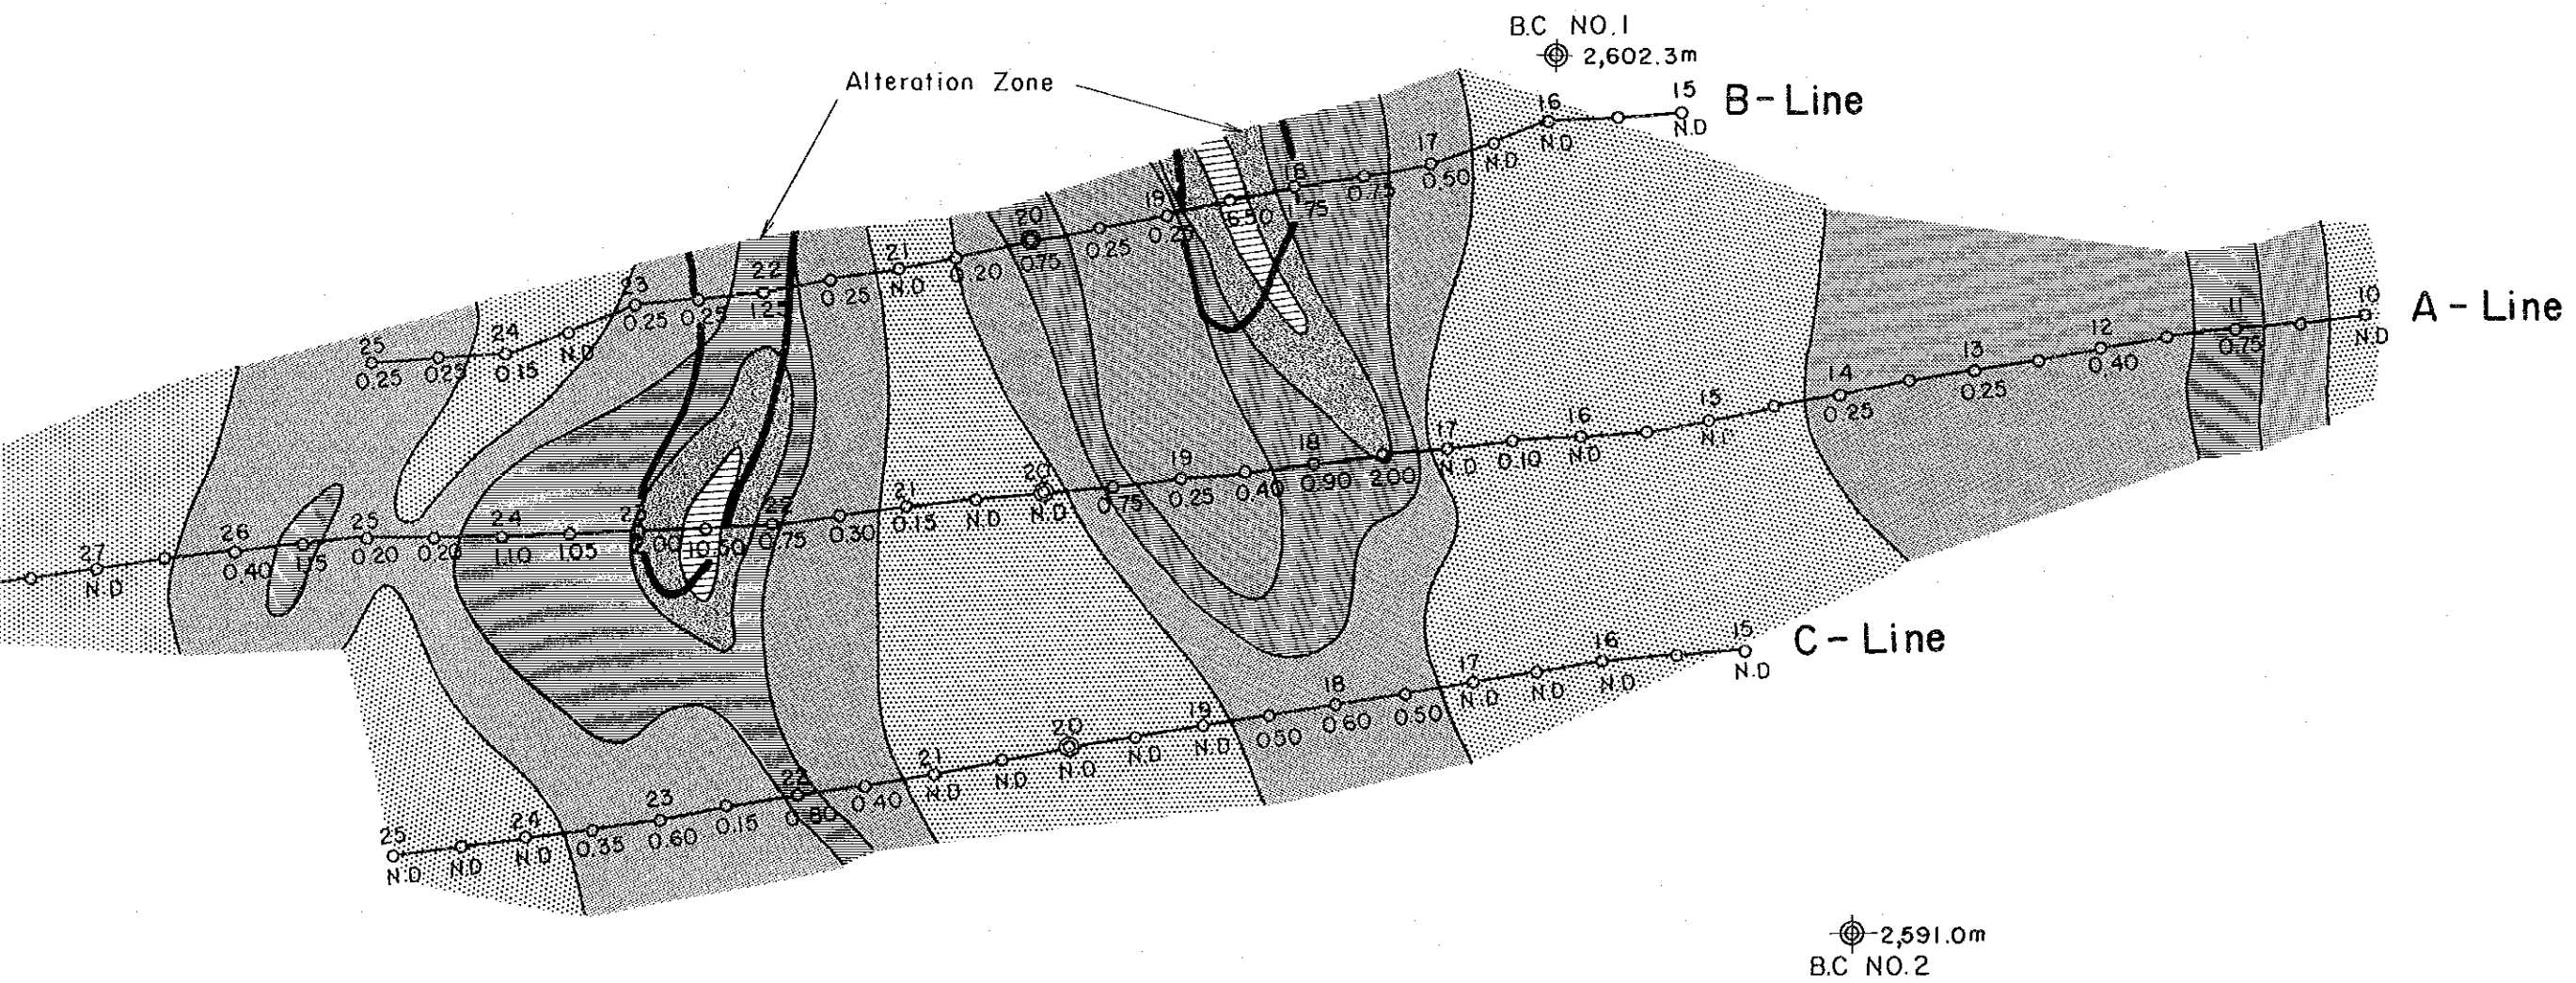 B.C NO.1
2,602.3m
Alteration Zone
B-Line
25 24 23 22 21 20 19 18 17 16 15
0.25 0.25 0.15 N.D 0.25 0.25 1.25 0.25 N.D 0.20 0.75 0.25 0.25 6.50 1.75 0.75 0.50 N.D N.D N.D
A-Line
27 26 25 24 23 22 21 20 19 18 17 16 15 14 13 12 11 10
N.D 0.40 1.15 0.20 0.20 1.10 1.05 2.00 10.50 0.75 0.30 0.15 N.D N.D 0.75 0.25 0.40 0.90 2.00 N.D 0.10 N.D 0.25 0.25 0.40 0.75 N.D
C-Line
25 24 23 22 21 20 19 18 17 16 15
N.D N.D N.D 0.35 0.60 0.15 0.80 0.40 N.D N.D N.D N.D N.D 0.50 0.60 0.50 N.D N.D N.D N.D
2,591.0m
B.C NO.2